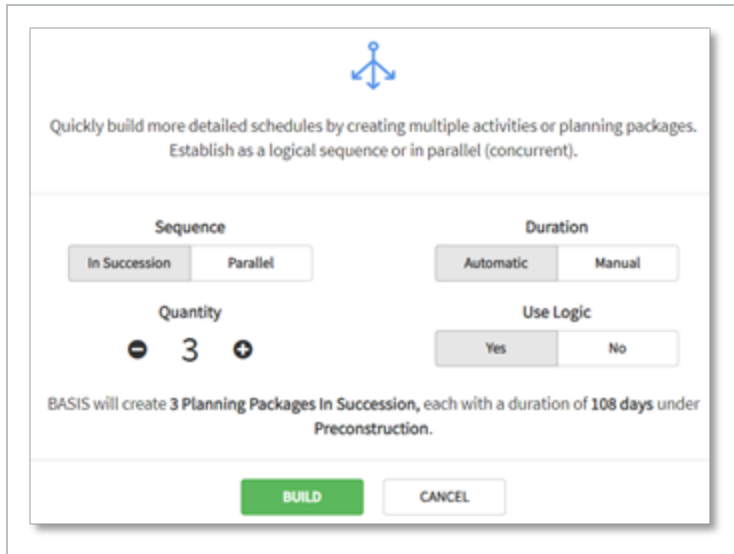 Quickly build more detailed schedules by creating multiple activities or planning packages.
Establish as a logical sequence or in parallel (concurrent).
Sequence
In Succession Parallel
Duration
Automatic Manual
Quantity
3
Use Logic
Yes No
BASIS will create 3 Planning Packages In Succession, each with a duration of 108 days under
Preconstruction.
BUILD
CANCEL